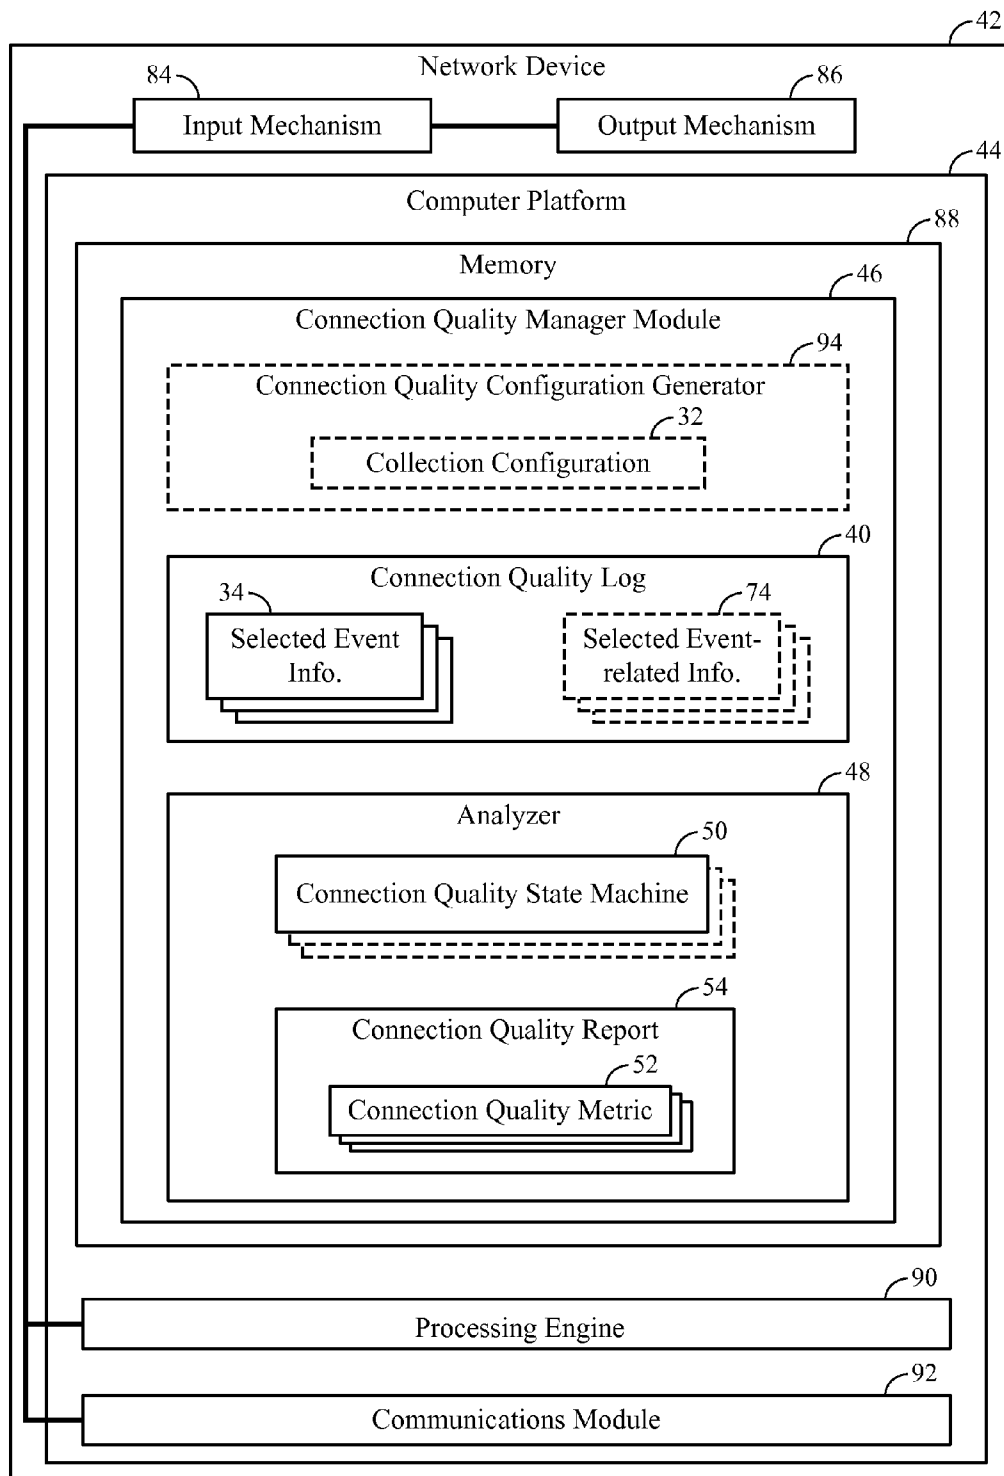 42
Network Device
84
Input Mechanism
86
Output Mechanism
44
Computer Platform
88
Memory
46
Connection Quality Manager Module
94
Connection Quality Configuration Generator
32
Collection Configuration
40
Connection Quality Log
34
Selected Event
Info.
74
Selected Event-
related Info.
48
Analyzer
50
Connection Quality State Machine
54
Connection Quality Report
52
Connection Quality Metric
90
Processing Engine
92
Communications Module